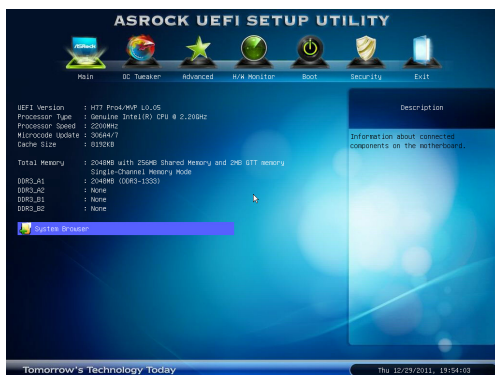 ASROCK UEFI SETUP UTILITY
ASRock
Main OC Tweaker Advanced H/W Monitor Boot Security Exit
UEFI Version : H77 Pro4/MVP L0.05
Processor Type : Genuine Intel(R) CPU @ 2.20GHz
Processor Speed : 2200MHz
Microcode Update : 306A4/7
Cache Size : 8192KB
Total Memory : 2048MB with 256MB Shared Memory and 2MB GTT memory
Single-Channel Memory Mode
DDR3_A1 : 2048MB (DDR3-1333)
DDR3_A2 : None
DDR3_B1 : None
DDR3_B2 : None
System Browser
Description
Information about connected
components on the motherboard.
Tomorrow's Technology Today
Thu 12/29/2011, 19:54:03